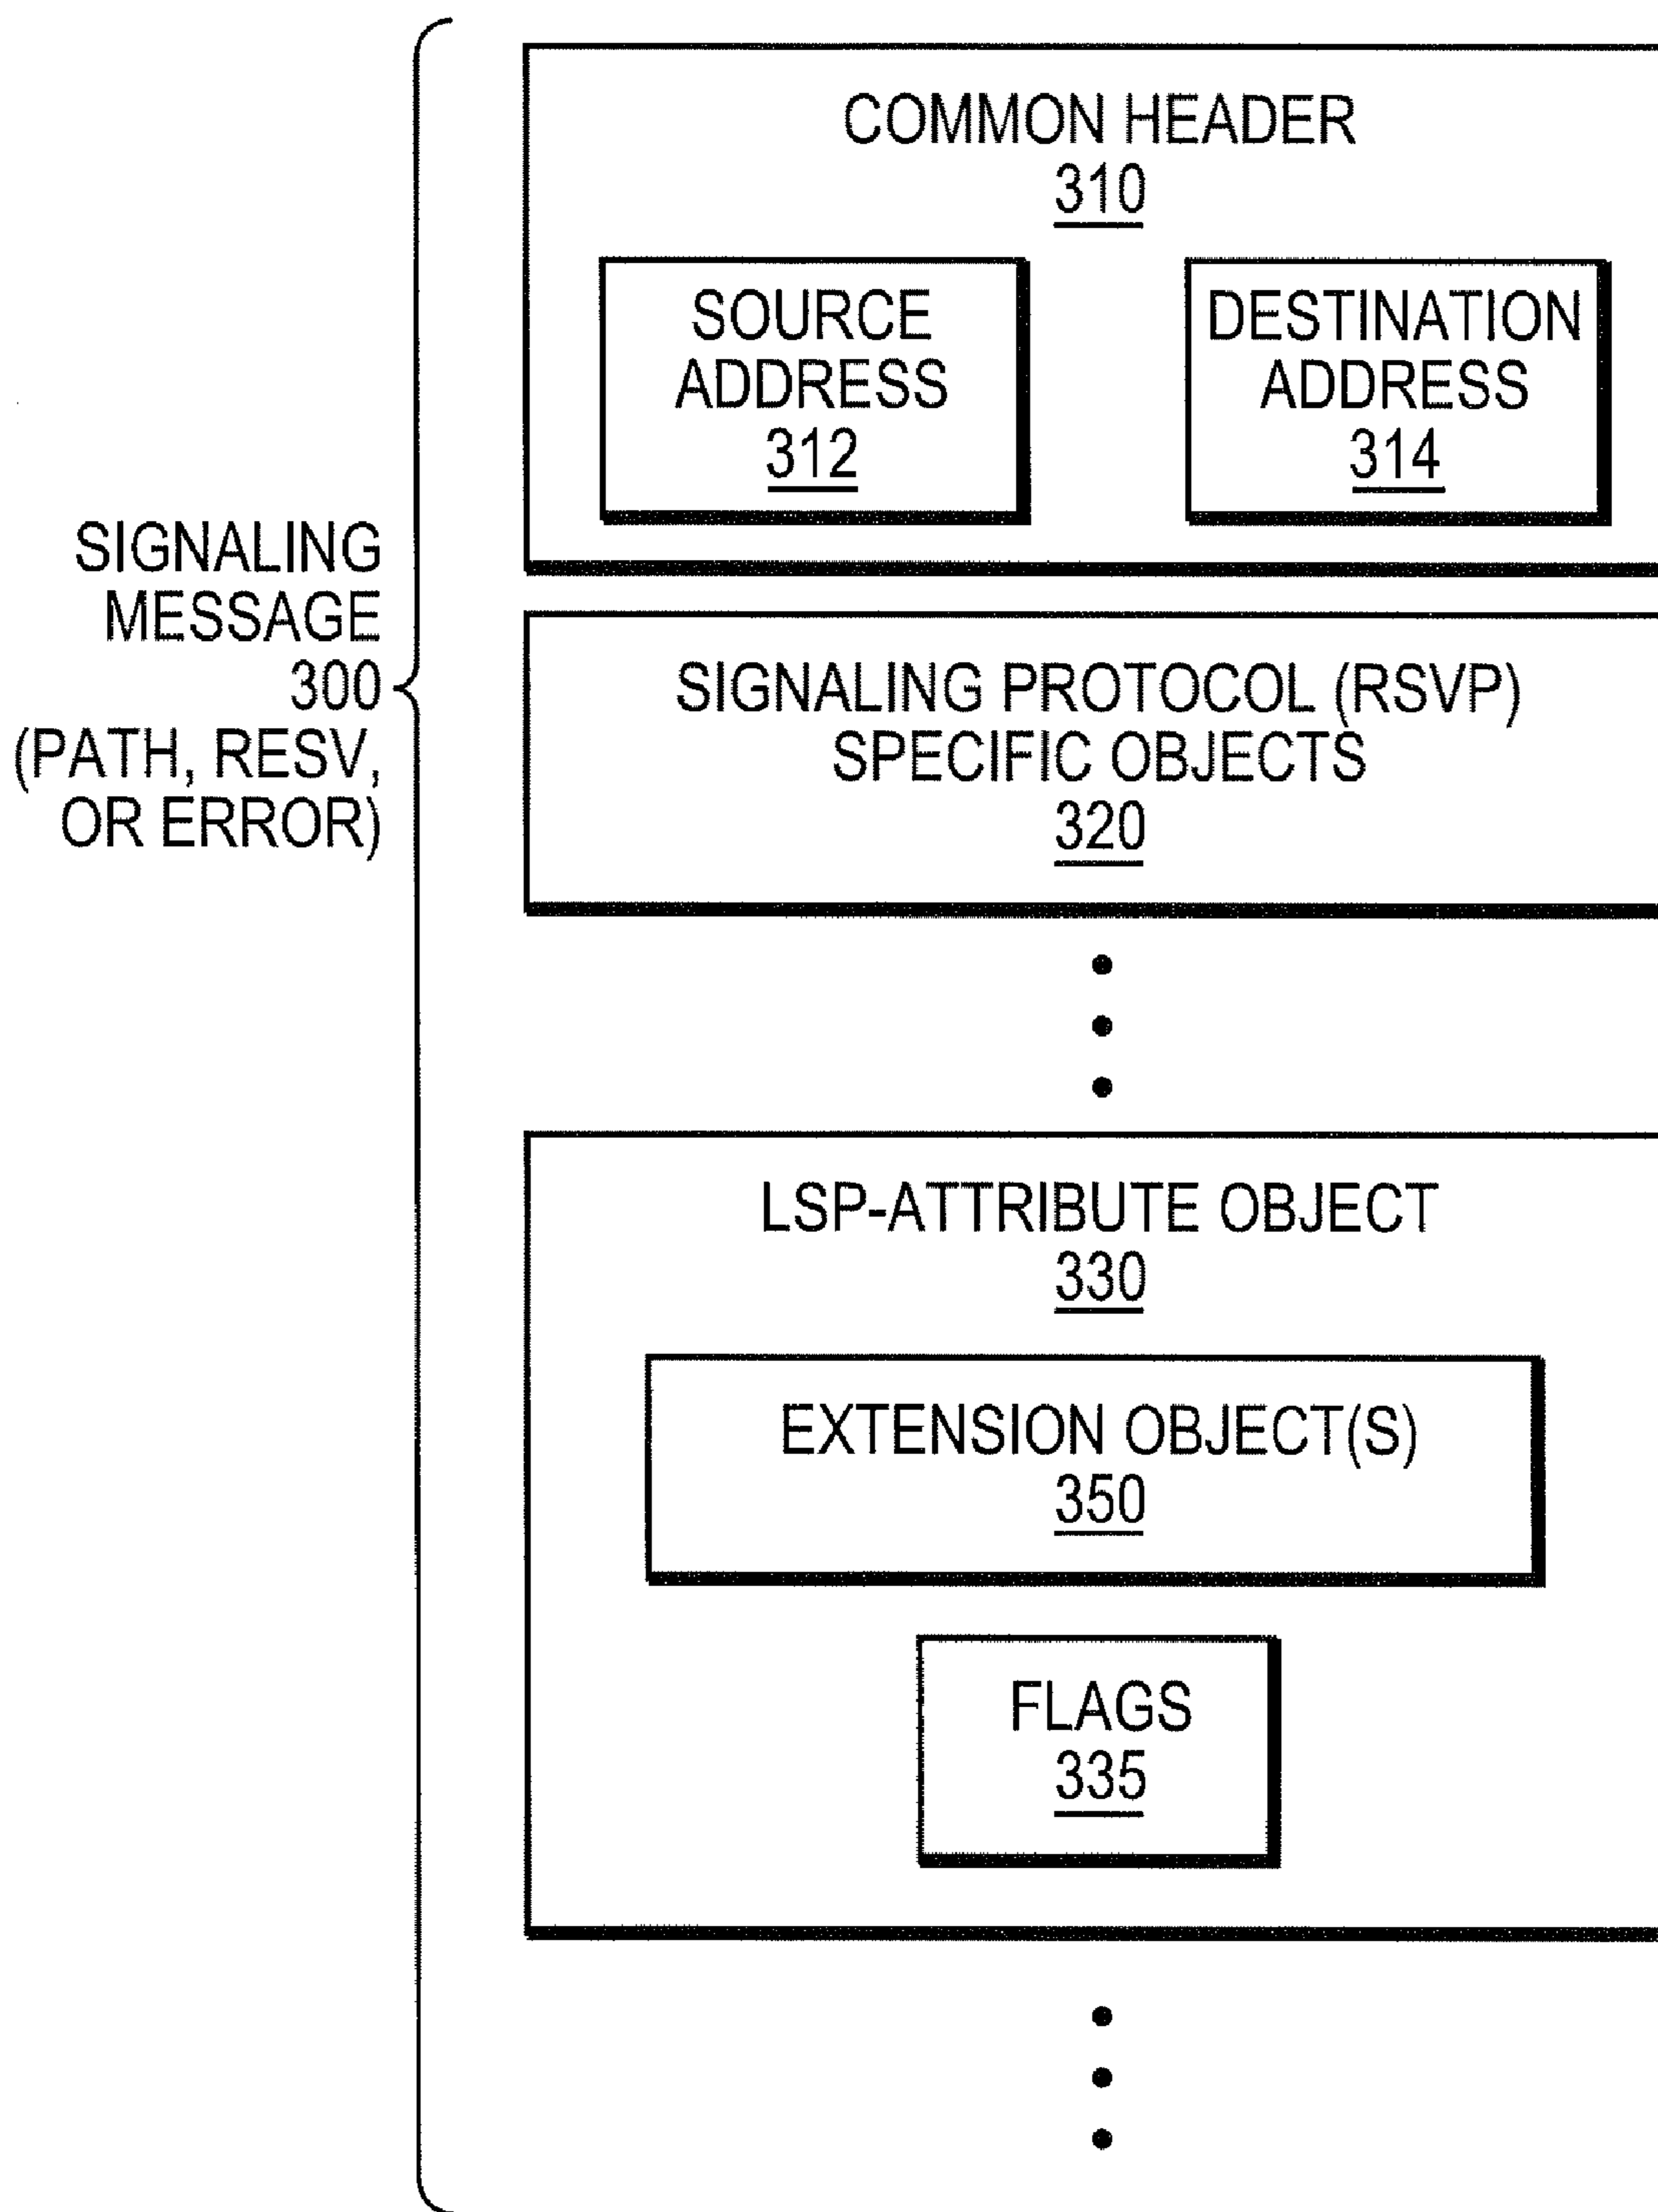 COMMON HEADER
310
SOURCE
ADDRESS
312
DESTINATION
ADDRESS
314
SIGNALING
MESSAGE
300
(PATH, RESV,
OR ERROR)
SIGNALING PROTOCOL (RSVP)
SPECIFIC OBJECTS
320
LSP-ATTRIBUTE OBJECT
330
EXTENSION OBJECT(S)
350
FLAGS
335